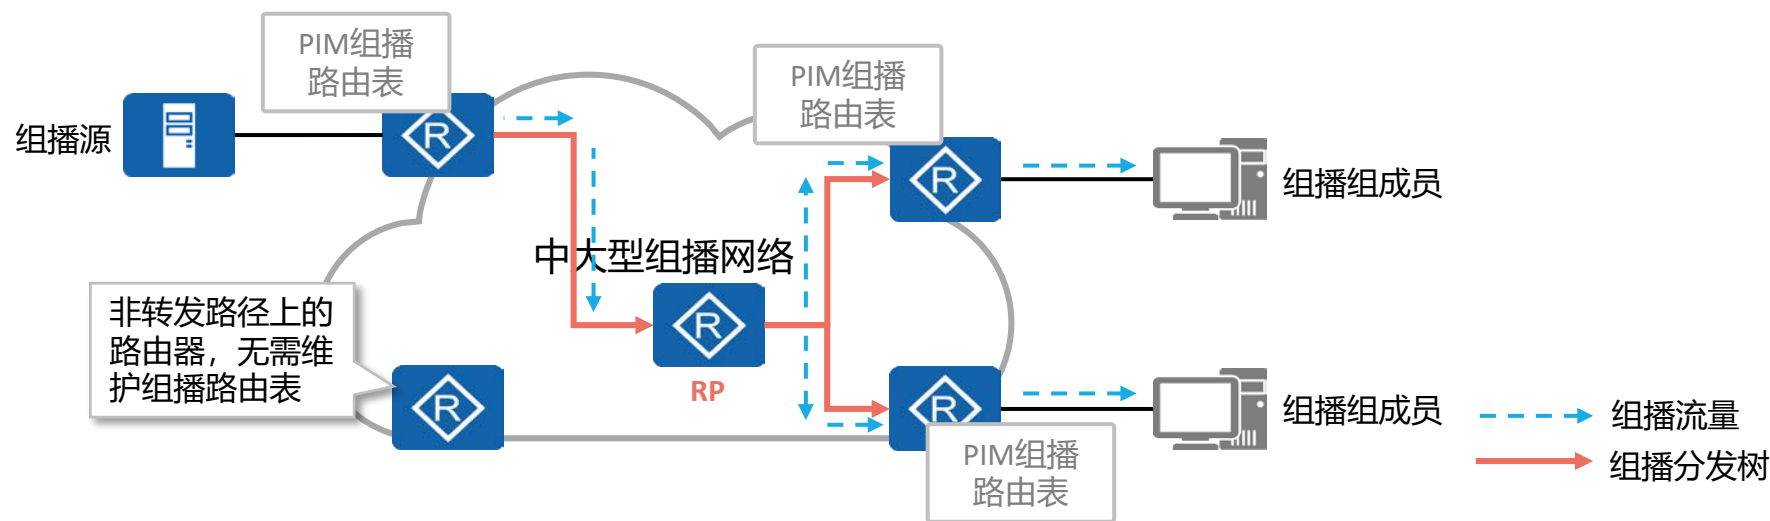 PIM组播
路由表
PIM组播
路由表
组播源
R
R
组播组成员
中大型组播网络
非转发路径上的
路由器，无需维
护组播路由表
R
RP
R
R
组播组成员
组播流量
PIM组播
路由表
组播分发树